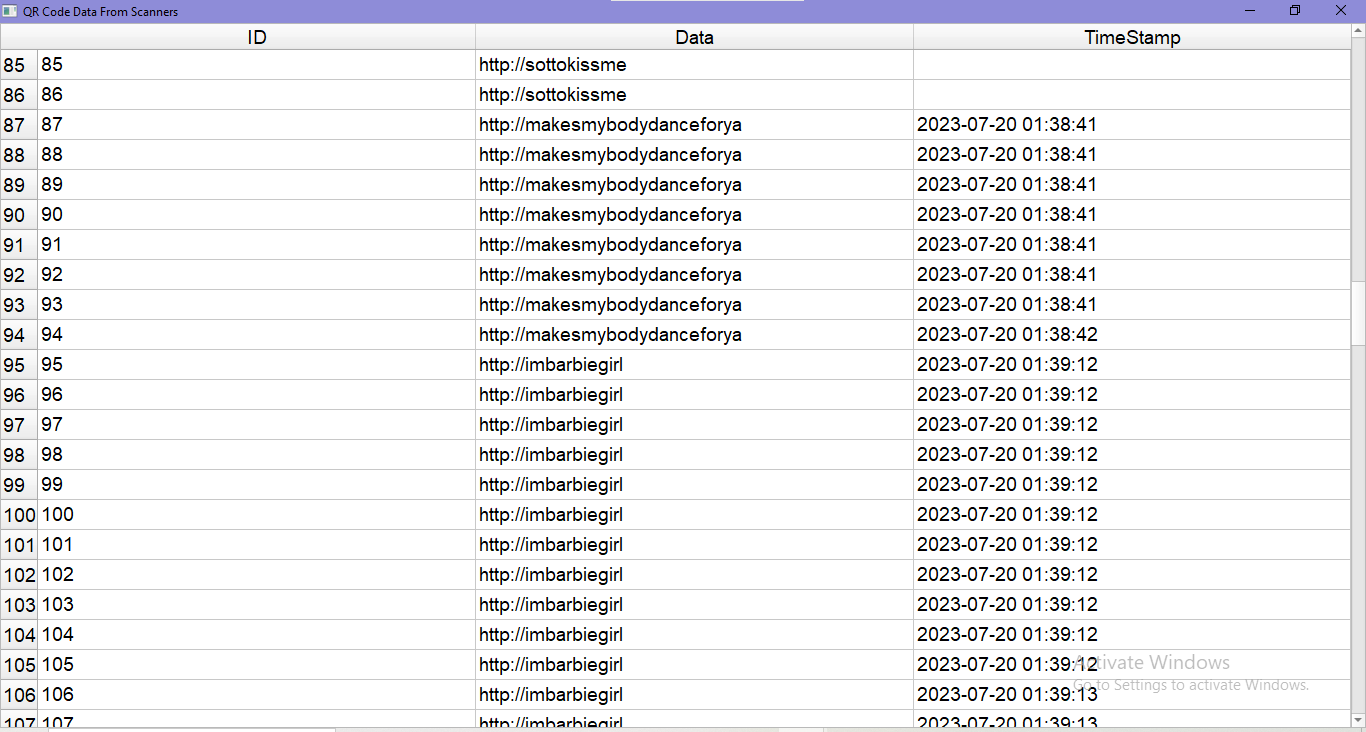 QR Code Data From Scanners
ID Data TimeStamp
85 85 http://sottokissme
86 86 http://sottokissme
87 87 http://makesmybodydanceforya 2023-07-20 01:38:41
88 88 http://makesmybodydanceforya 2023-07-20 01:38:41
89 89 http://makesmybodydanceforya 2023-07-20 01:38:41
90 90 http://makesmybodydanceforya 2023-07-20 01:38:41
91 91 http://makesmybodydanceforya 2023-07-20 01:38:41
92 92 http://makesmybodydanceforya 2023-07-20 01:38:41
93 93 http://makesmybodydanceforya 2023-07-20 01:38:41
94 94 http://makesmybodydanceforya 2023-07-20 01:38:42
95 95 http://imbarbiegirl 2023-07-20 01:39:12
96 96 http://imbarbiegirl 2023-07-20 01:39:12
97 97 http://imbarbiegirl 2023-07-20 01:39:12
98 98 http://imbarbiegirl 2023-07-20 01:39:12
99 99 http://imbarbiegirl 2023-07-20 01:39:12
100 100 http://imbarbiegirl 2023-07-20 01:39:12
101 101 http://imbarbiegirl 2023-07-20 01:39:12
102 102 http://imbarbiegirl 2023-07-20 01:39:12
103 103 http://imbarbiegirl 2023-07-20 01:39:12
104 104 http://imbarbiegirl 2023-07-20 01:39:12
105 105 http://imbarbiegirl 2023-07-20 01:39:12
Activate Windows
106 106 http://imbarbiegirl 2023-07-20 01:39:13
Go to Settings to activate Windows.
107 107 http://imbarbiegirl 2023-07-20 01:39:13